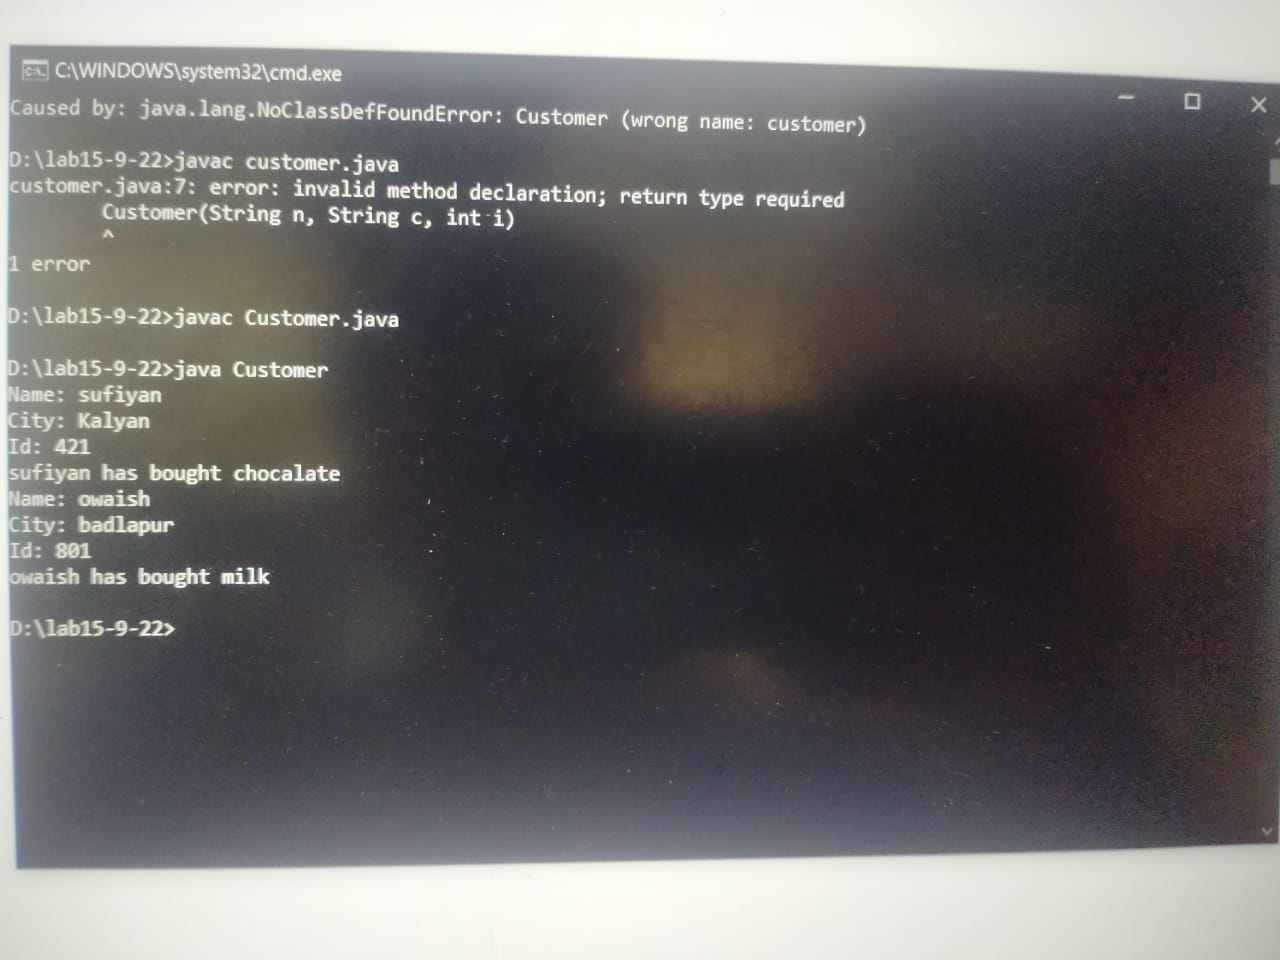 C:\WINDOWS\system32\cmd.exe
Caused by: java.lang.NoClassDefFoundError: Customer (wrong name: customer)
D:\lab15-9-22>javac customer.java
customer.java:7: error: invalid method declaration; return type required
Customer(String n, String c, int i)
^
1 error
D:\lab15-9-22>javac Customer.java
D:\lab15-9-22>java Customer
Name: sufiyan
City: Kalyan
Id: 421
sufiyan has bought chocalate
Name: owaish
City: badlapur
Id: 801
owaish has bought milk
D:\lab15-9-22>